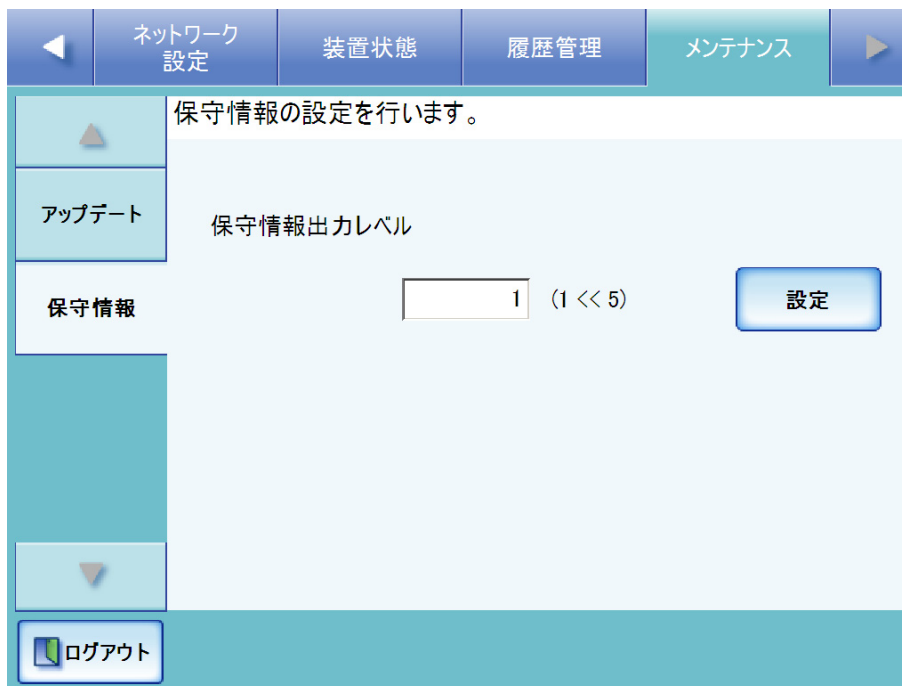 ネットワーク
設定
装置状態
履歴管理
メンテナンス
保守情報の設定を行います。
アップデート
保守情報
保守情報出力レベル
1 (1 << 5)
設定
ログアウト